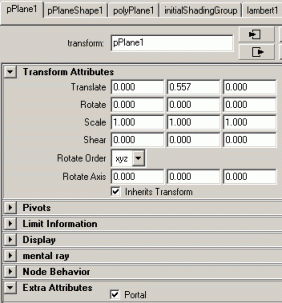 pPlane1 pPlaneShape1 polyPlane1 initialShadingGroup lambert1
transform: pPlane1
Transform Attributes
Translate 0.000 0.557 0.000
Rotate 0.000 0.000 0.000
Scale 1.000 1.000 1.000
Shear 0.000 0.000 0.000
Rotate Order xyz
Rotate Axis 0.000 0.000 0.000
Inherits Transform
Pivots
Limit Information
Display
mental ray
Node Behavior
Extra Attributes
Portal